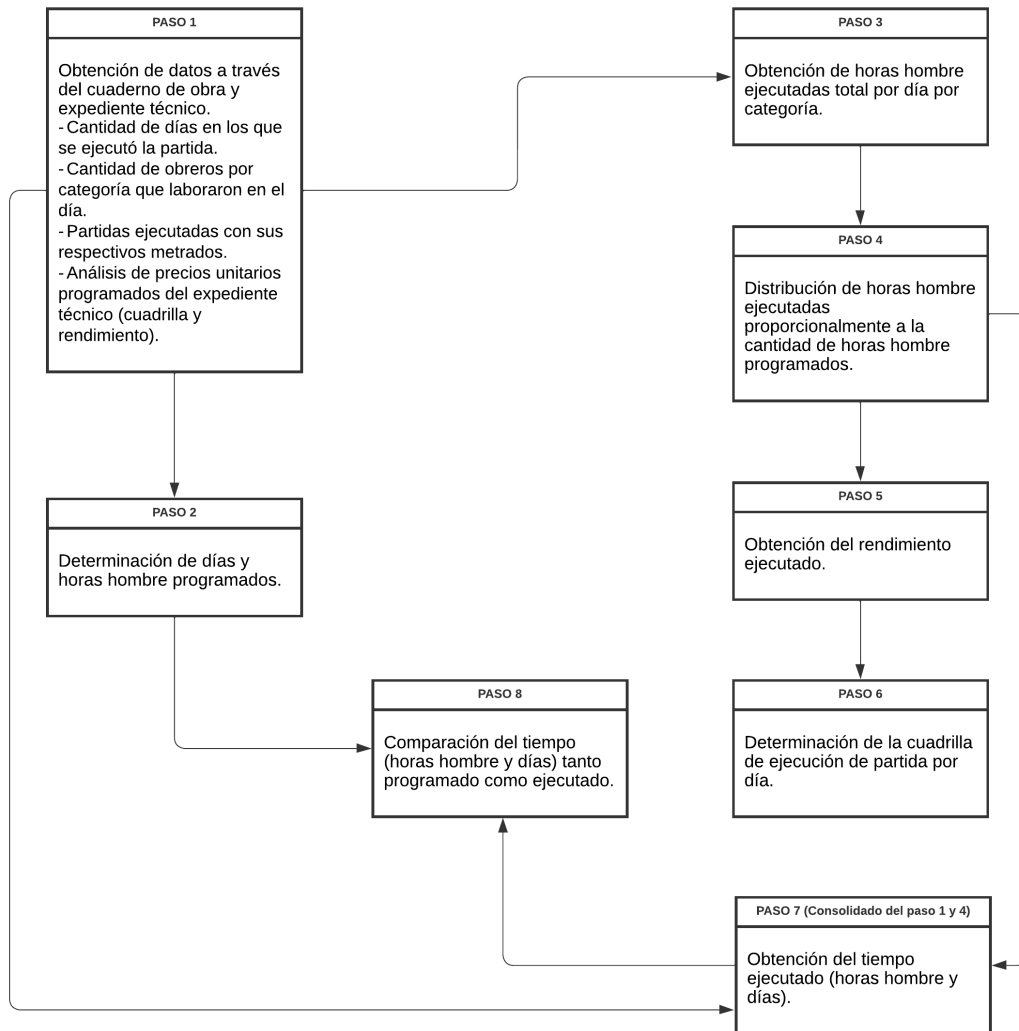 PASO 1
Obtención de datos a través
del cuaderno de obra y
expediente técnico.
- Cantidad de días en los que
se ejecutó la partida.
- Cantidad de obreros por
categoría que laboraron en el
día.
- Partidas ejecutadas con sus
respectivos metrados.
- Análisis de precios unitarios
programados del expediente
técnico (cuadrilla y
rendimiento).
PASO 2
Determinación de días y
horas hombre programados.
PASO 3
Obtención de horas hombre
ejecutadas total por día por
categoría.
PASO 4
Distribución de horas hombre
ejecutadas
proporcionalmente a la
cantidad de horas hombre
programados.
PASO 5
Obtención del rendimiento
ejecutado.
PASO 6
Determinación de la cuadrilla
de ejecución de partida por
día.
PASO 7 (Consolidado del paso 1 y 4)
Obtención del tiempo
ejecutado (horas hombre y
días).
PASO 8
Comparación del tiempo
(horas hombre y días) tanto
programado como ejecutado.